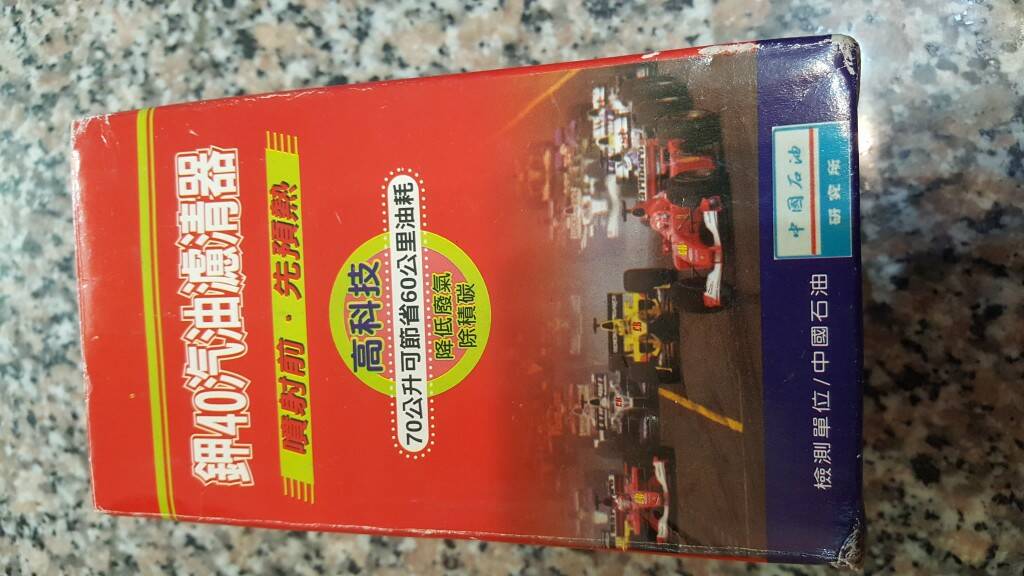 鉀40汽油濾清器
噴射前・先預熱
高科技
70公升可節省60公里油耗
降低廢氣
除積碳
中國石油
研究所
檢測單位/中國石油